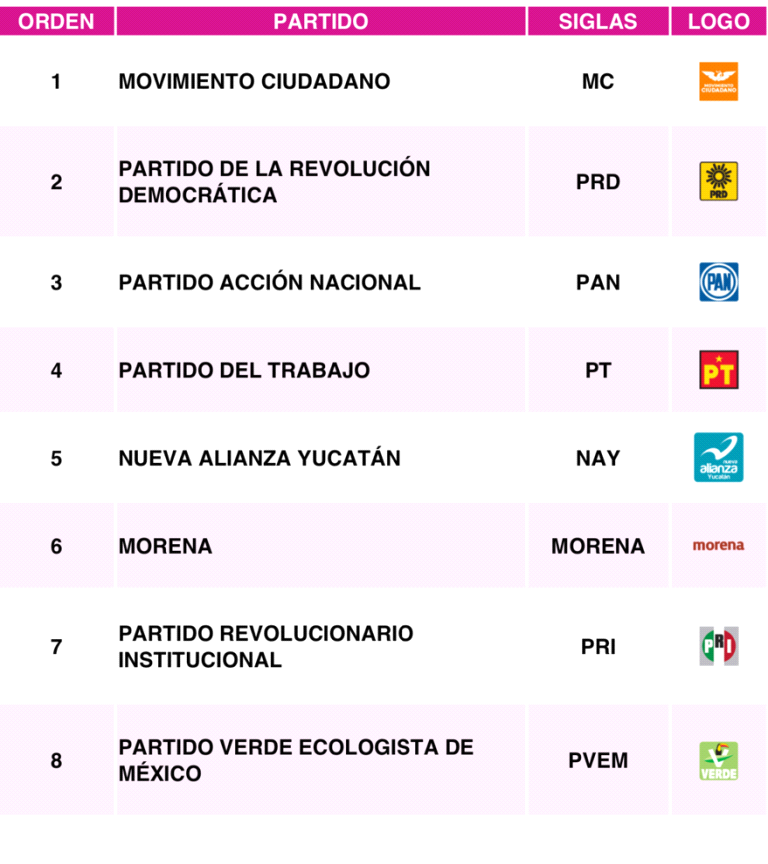 ORDEN PARTIDO SIGLAS LOGO
1 MOVIMIENTO CIUDADANO MC MOVIMIENTO CIUDADANO
2 PARTIDO DE LA REVOLUCIÓN DEMOCRÁTICA PRD PRD
3 PARTIDO ACCIÓN NACIONAL PAN PAN
4 PARTIDO DEL TRABAJO PT PT
5 NUEVA ALIANZA YUCATÁN NAY nueva alianza Yucatán
6 MORENA MORENA morena
7 PARTIDO REVOLUCIONARIO INSTITUCIONAL PRI PRI
8 PARTIDO VERDE ECOLOGISTA DE MÉXICO PVEM VERDE